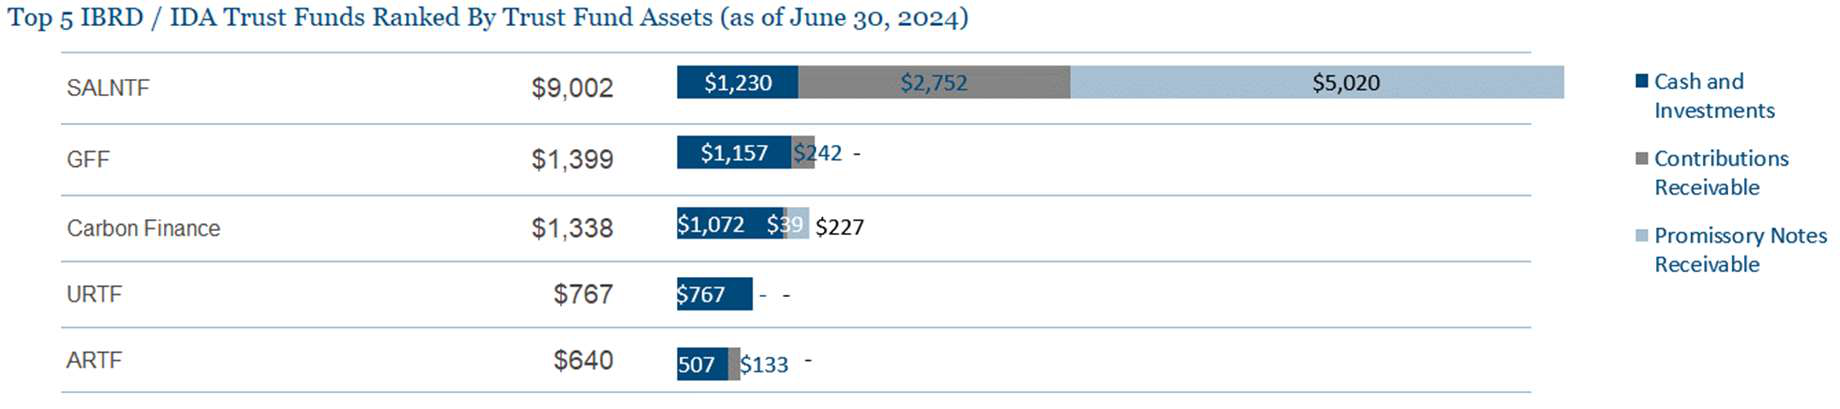 Top 5 IBRD / IDA Trust Funds Ranked By Trust Fund Assets (as of June 30, 2024)
SALNTF $9,002 $1,230 $2,752 $5,020
GFF $1,399 $1,157 $242 -
Carbon Finance $1,338 $1,072 $39 $227
URTF $767 $767 - -
ARTF $640 507 $133 -
Cash and
Investments
Contributions
Receivable
Promissory Notes
Receivable